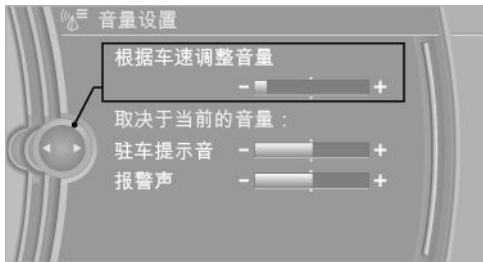 音量设置
根据车速调整音量
- +
取决于当前的音量：
驻车提示音 - +
报警声 - +